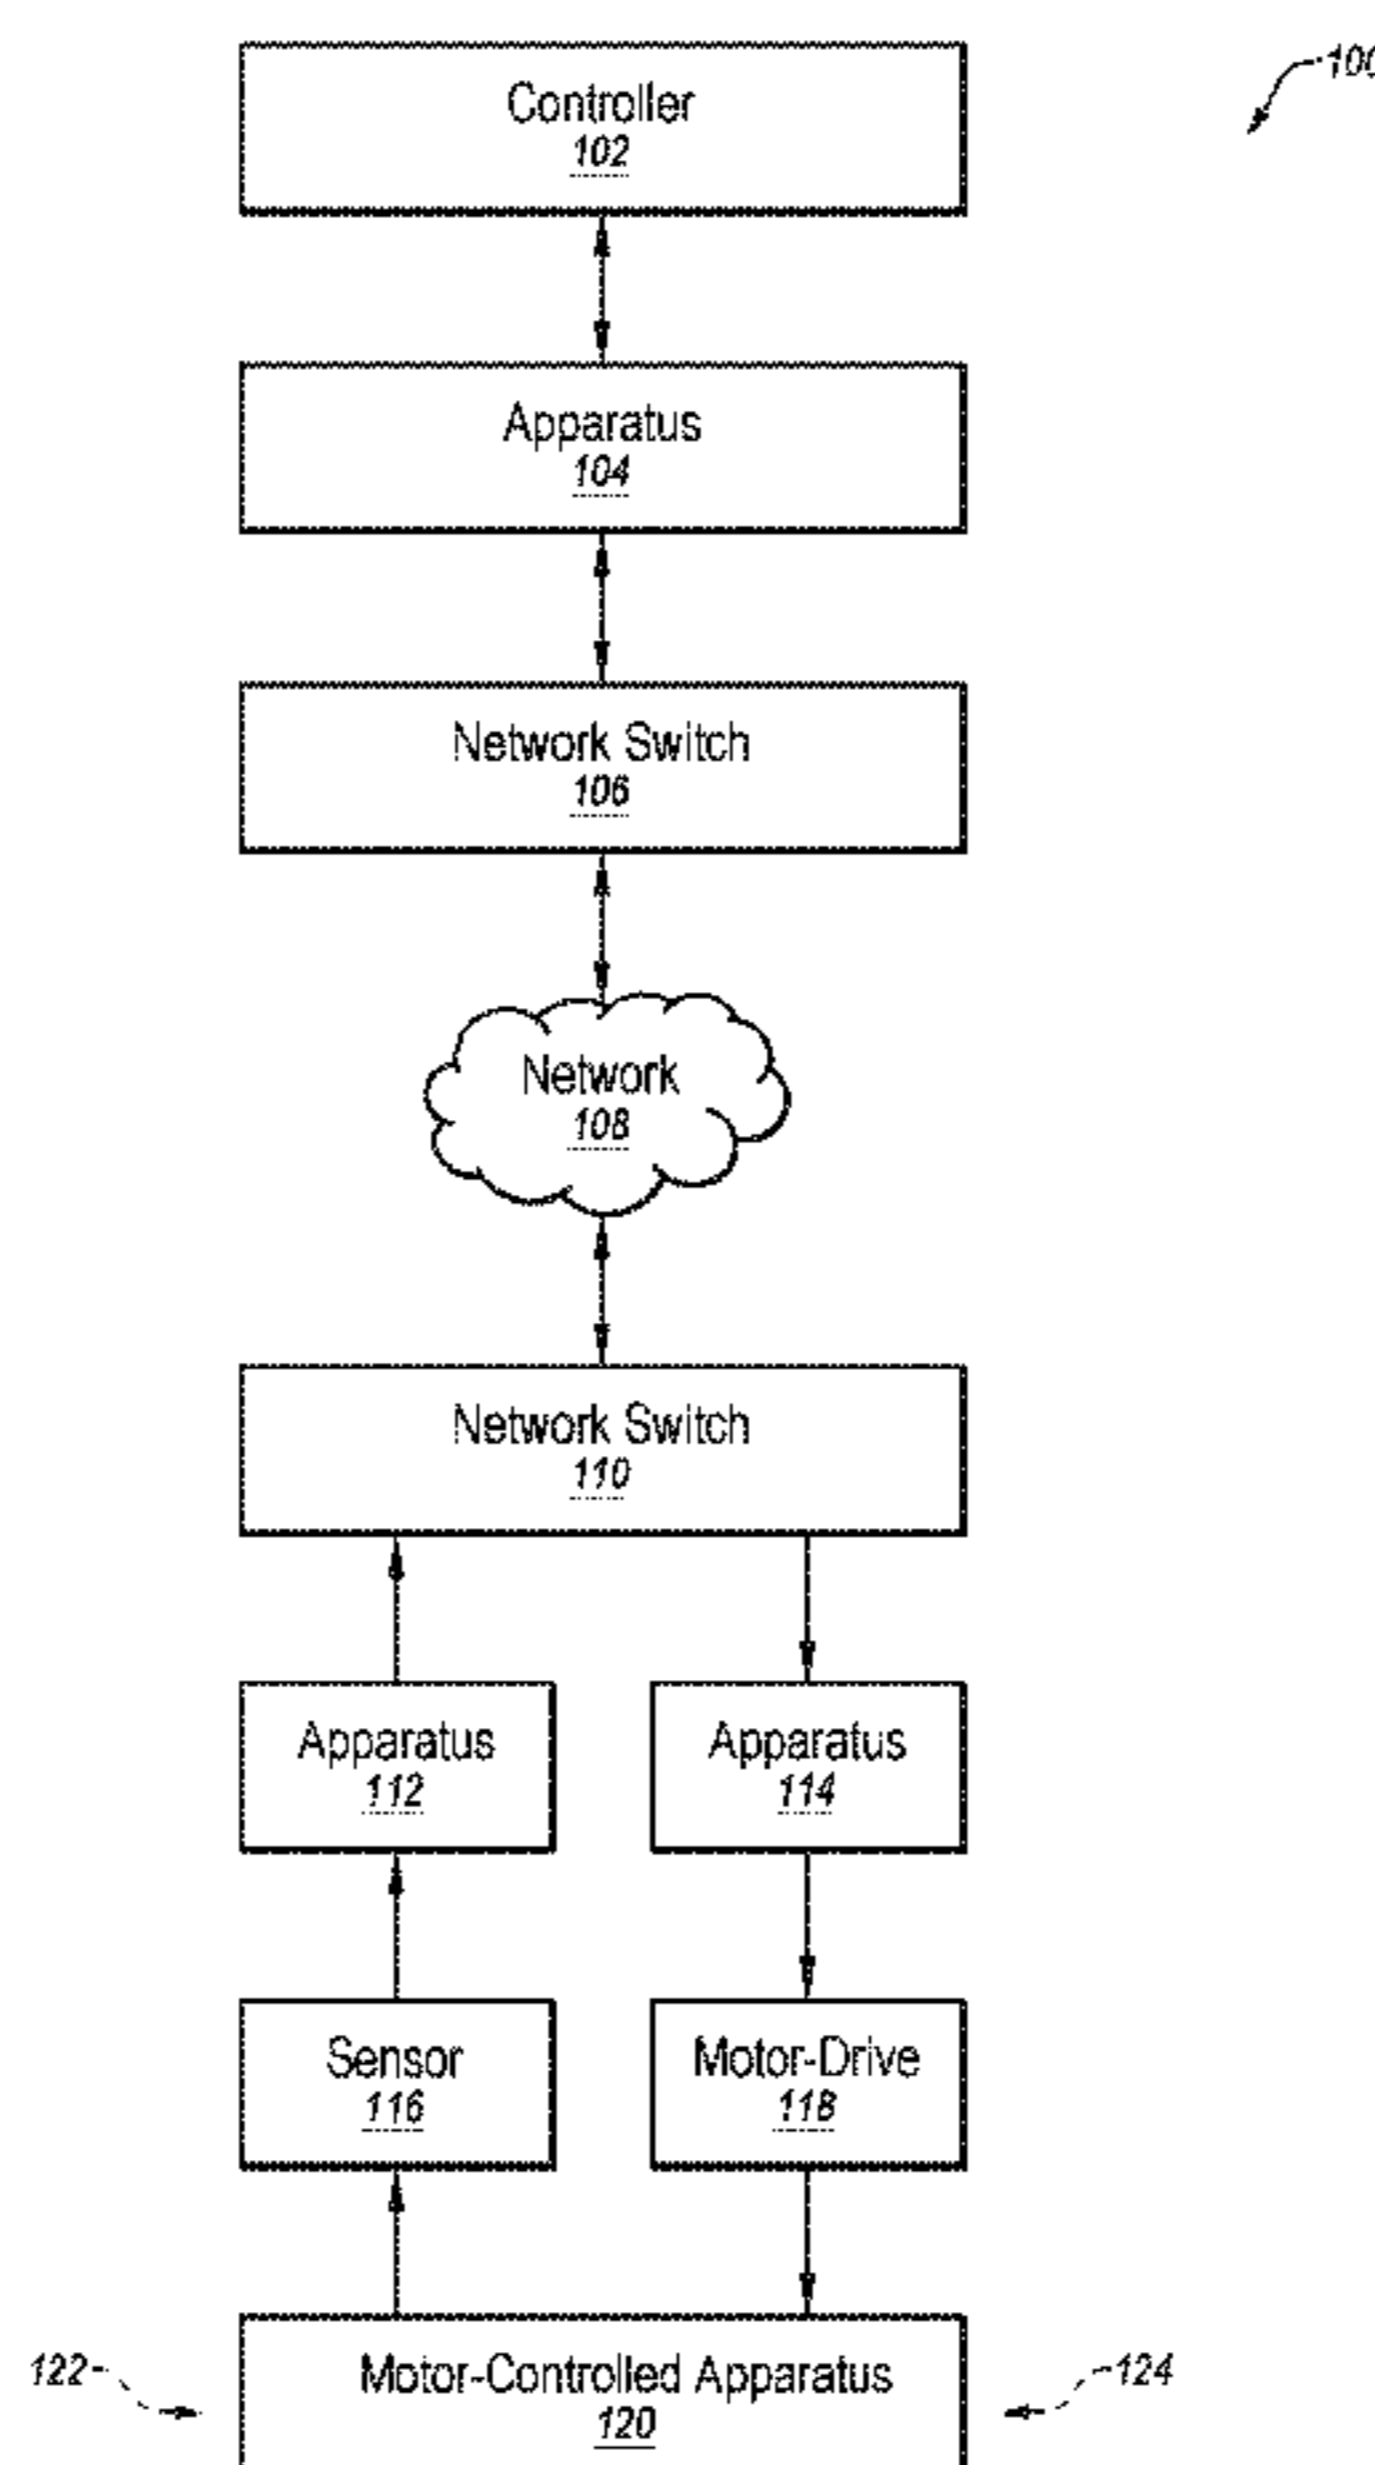 Controller
102
100
Apparatus
104
Network Switch
106
Network
108
Network Switch
110
Apparatus
112
Apparatus
114
Sensor
116
Motor-Drive
118
Motor-Controlled Apparatus
120
122
124